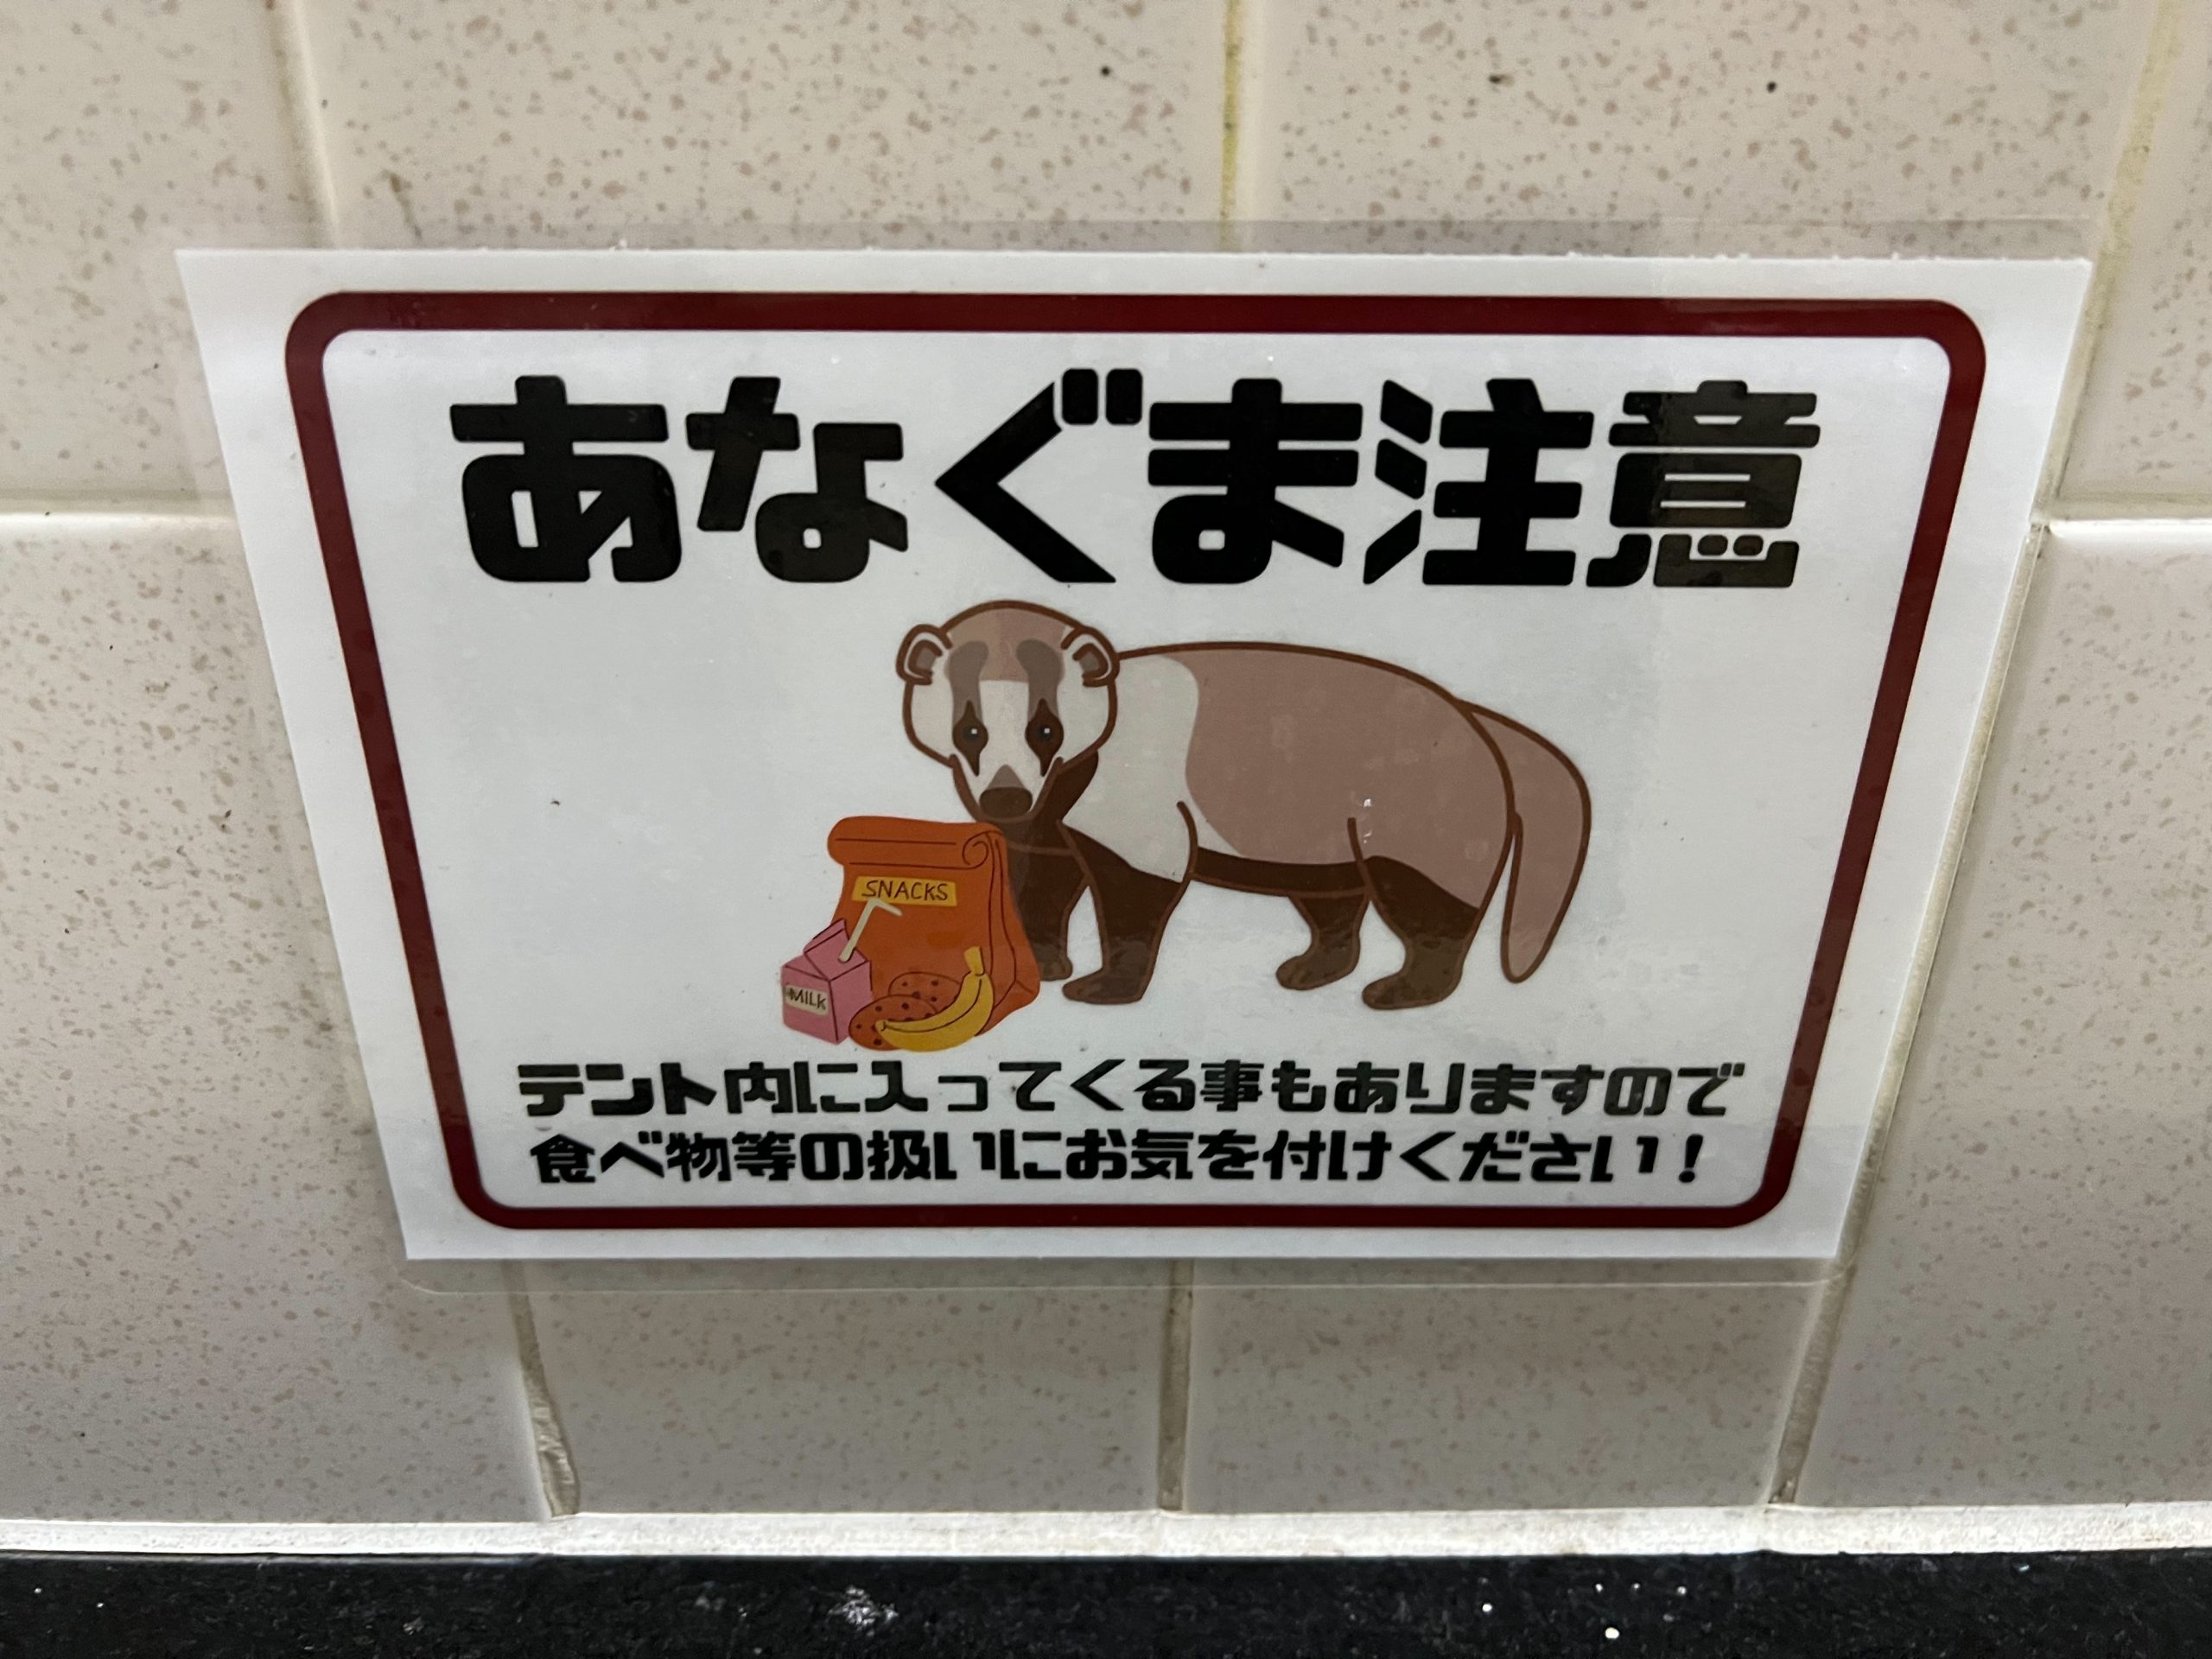 あなぐま注意
SNACKS
MILK
テント内に入ってくる事もありますので
食べ物等の扱いにお気を付けください！